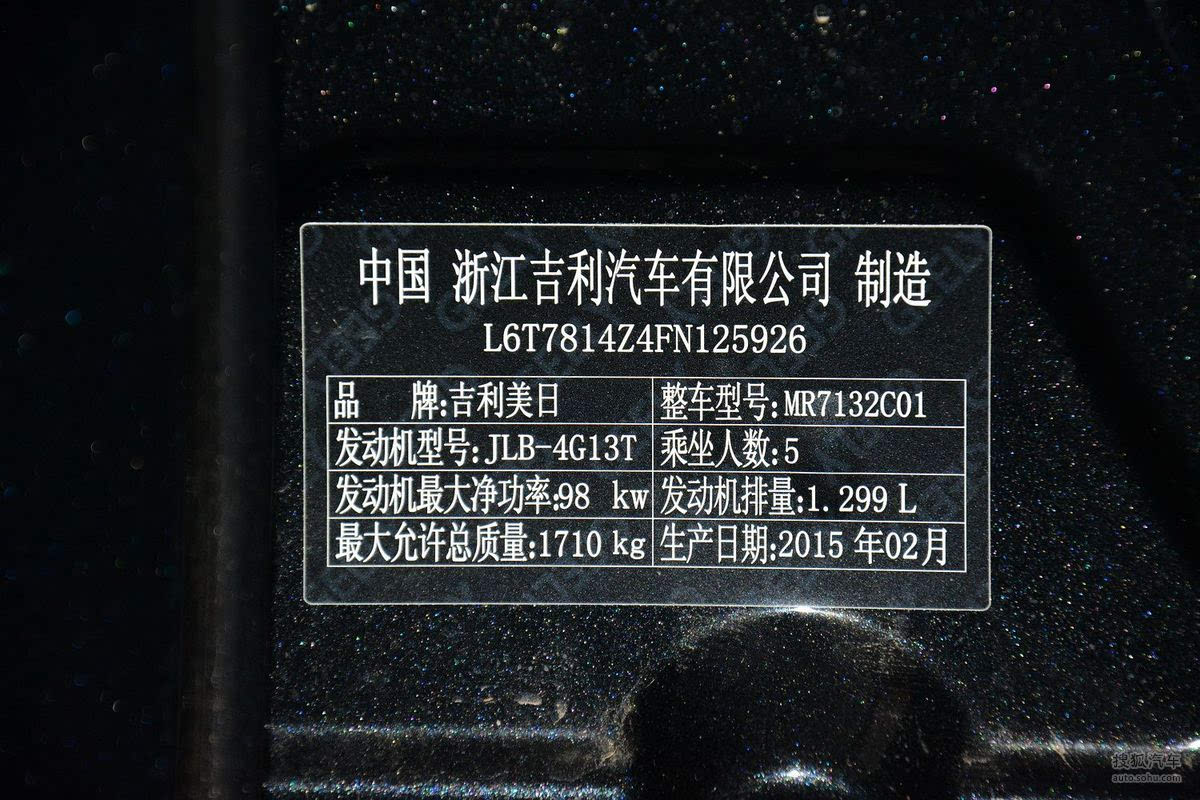 中国 浙江吉利汽车有限公司 制造
L6T7814Z4FN125926
品 牌:吉利美日 整车型号:MR7132C01
发动机型号:JLB-4G13T 乘坐人数:5
发动机最大净功率:98 kw 发动机排量:1.299 L
最大允许总质量:1710 kg 生产日期:2015 年02月
搜狐汽车
auto.sohu.com